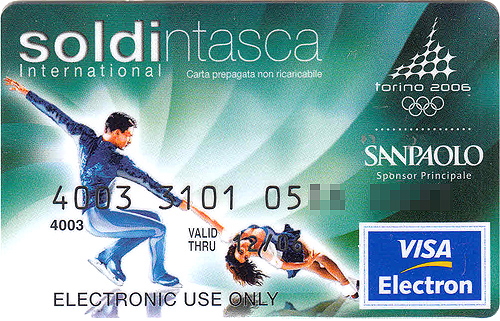 soldintasca
International
Carta prepagata non ricaricabile
torino 2006
SANPAOLO
Sponsor Principale
4003 3101 05
4003
VALID
THRU
VISA
Electron
ELECTRONIC USE ONLY